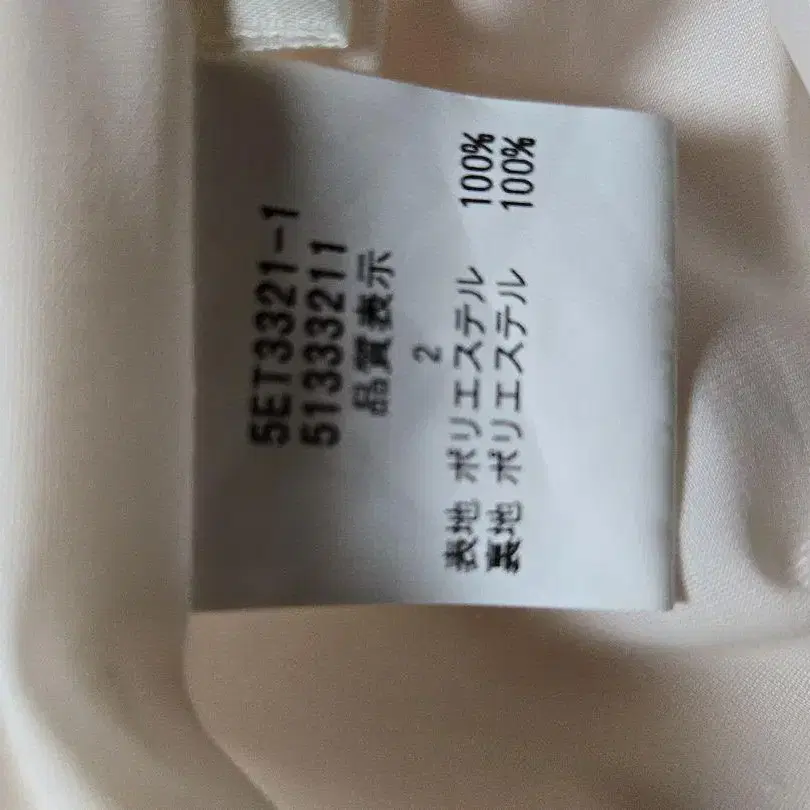 5ET3321-1
51333211
品質表示
2
表地 ポリエステル 100%
裏地 ポリエステル 100%